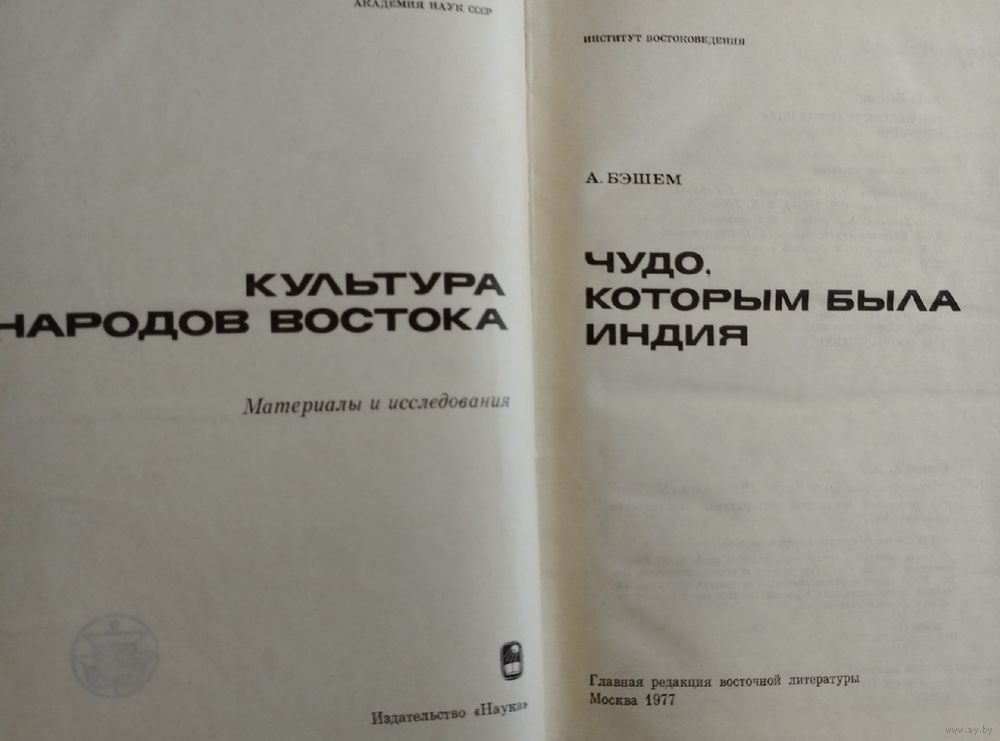 АКАДЕМИЯ НАУК СССР
КУЛЬТУРА
НАРОДОВ ВОСТОКА
Материалы и исследования
Издательство «Наука»
ИНСТИТУТ ВОСТОКОВЕДЕНИЯ
А. БЭШЕМ
ЧУДО,
КОТОРЫМ БЫЛА
ИНДИЯ
Главная редакция восточной литературы
Москва 1977
www.ay.by